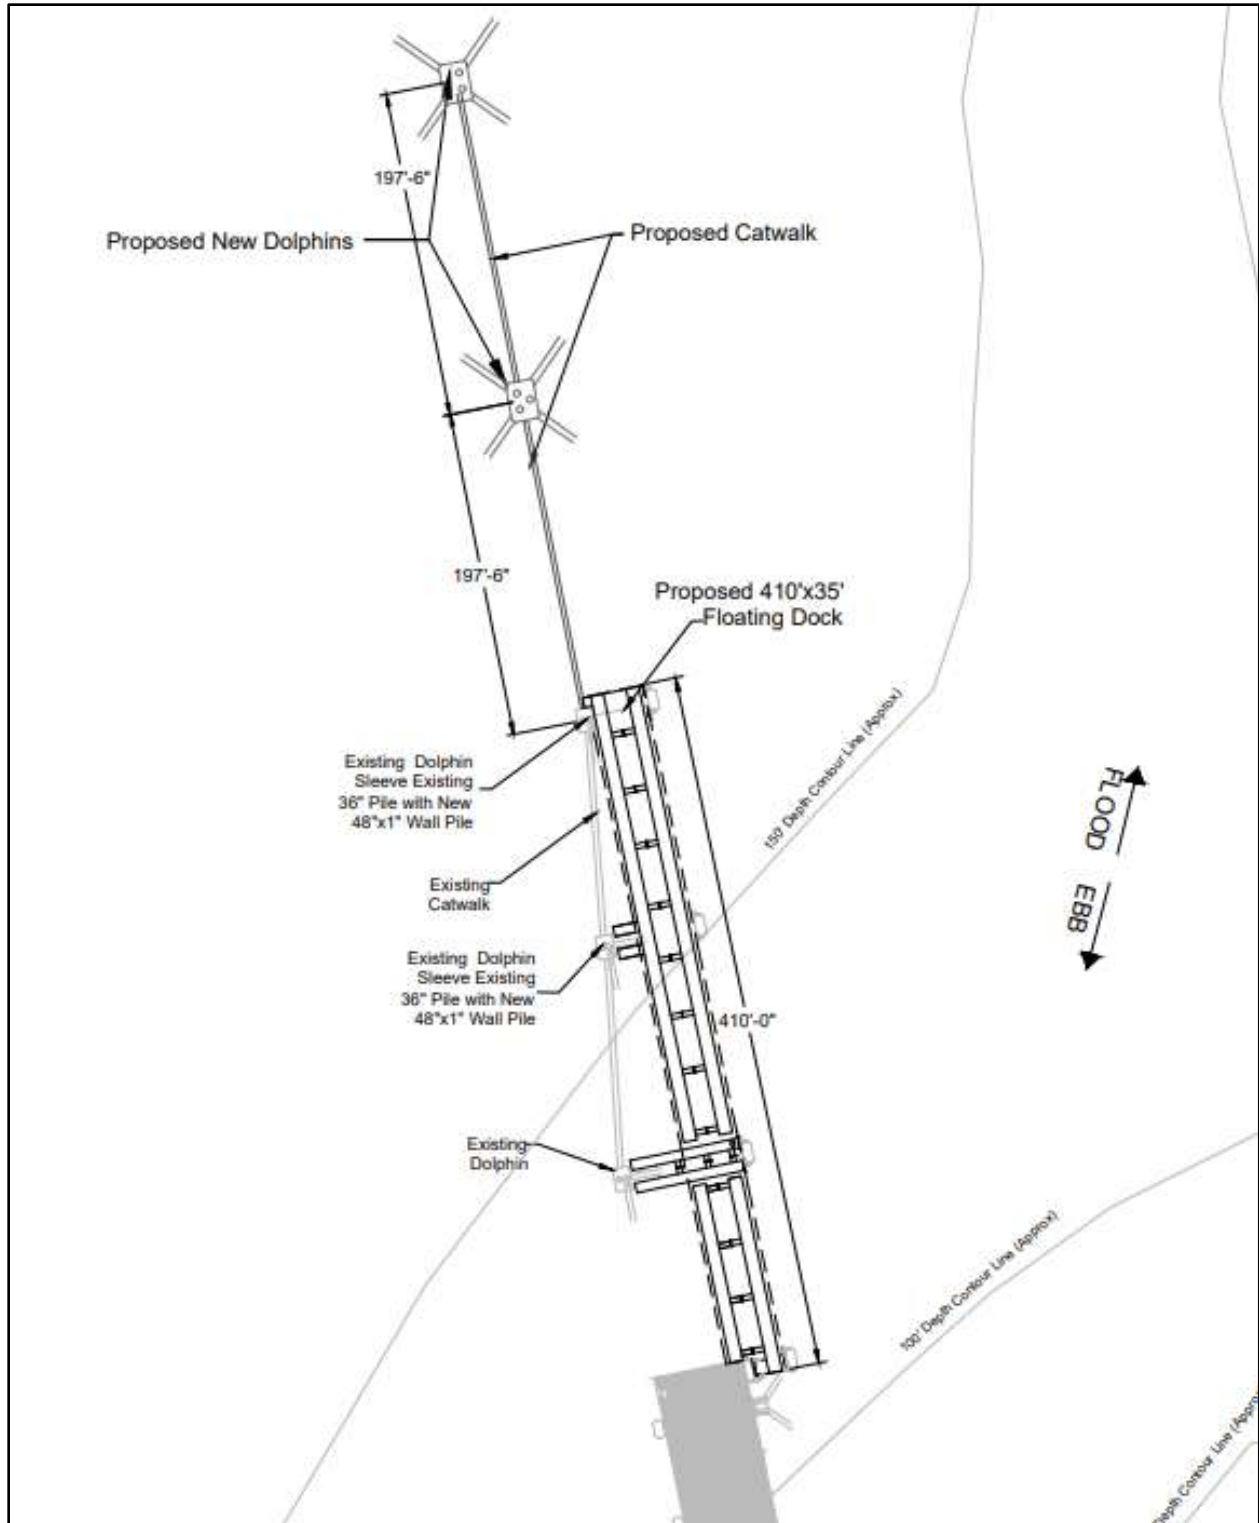 197'-6"
Proposed New Dolphins
Proposed Catwalk
197'-6"
Proposed 410'x35'
Floating Dock
150' Depth Contour Line (Approx)
Existing Dolphin
Sleeve Existing
36" Pile with New
48"x1" Wall Pile
FLOOD
EBB
Existing
Catwalk
Existing Dolphin
Sleeve Existing
36" Pile with New
48"x1" Wall Pile
410'-0"
Existing
Dolphin
100' Depth Contour Line (Approx)
Depth Contour Line (Approx